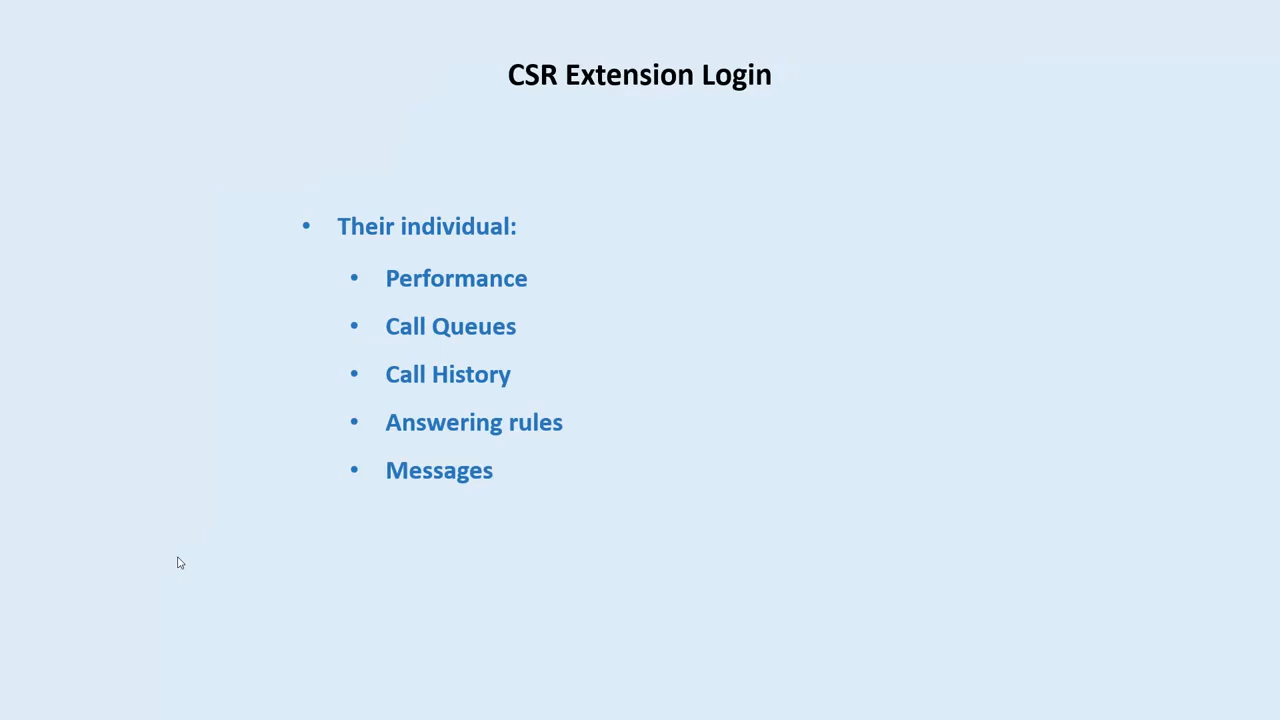 CSR Extension Login
• Their individual:
• Performance
• Call Queues
• Call History
• Answering rules
• Messages